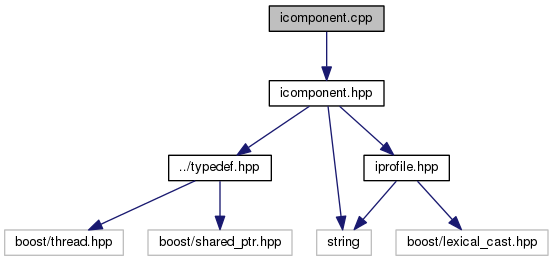 icomponent.cpp
icomponent.hpp
../typedef.hpp
iprofile.hpp
boost/thread.hpp
boost/shared_ptr.hpp
string
boost/lexical_cast.hpp